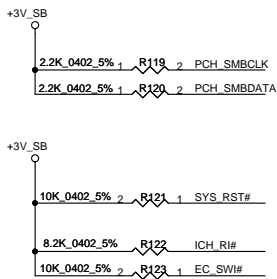 +3V_SB
2.2K_0402_5% 1 R119 2 PCH_SMBCLK
2.2K_0402_5% 1 R120 2 PCH_SMBDATA
+3V_SB
10K_0402_5% 2 R121 1 SYS_RST#
8.2K_0402_5% R122 ICH_RI#
10K_0402_5% 2 R123 1 EC_SWI#